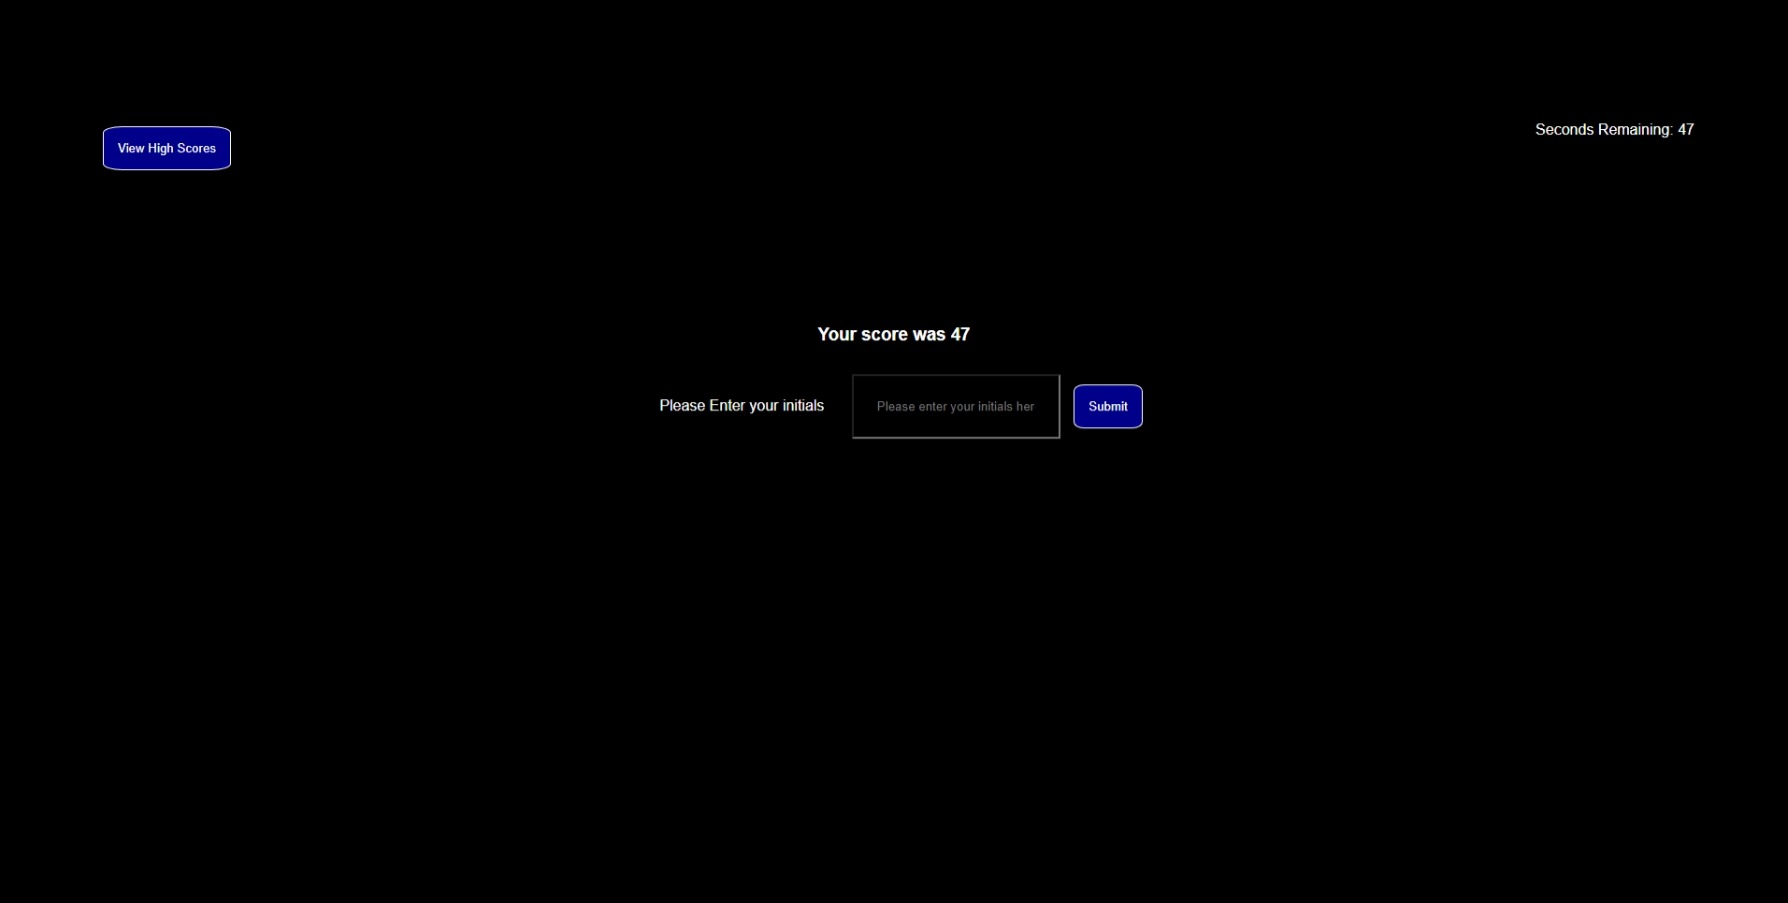 View High Scores
Seconds Remaining: 47
Your score was 47
Please Enter your initials
Please enter your initials her
Submit